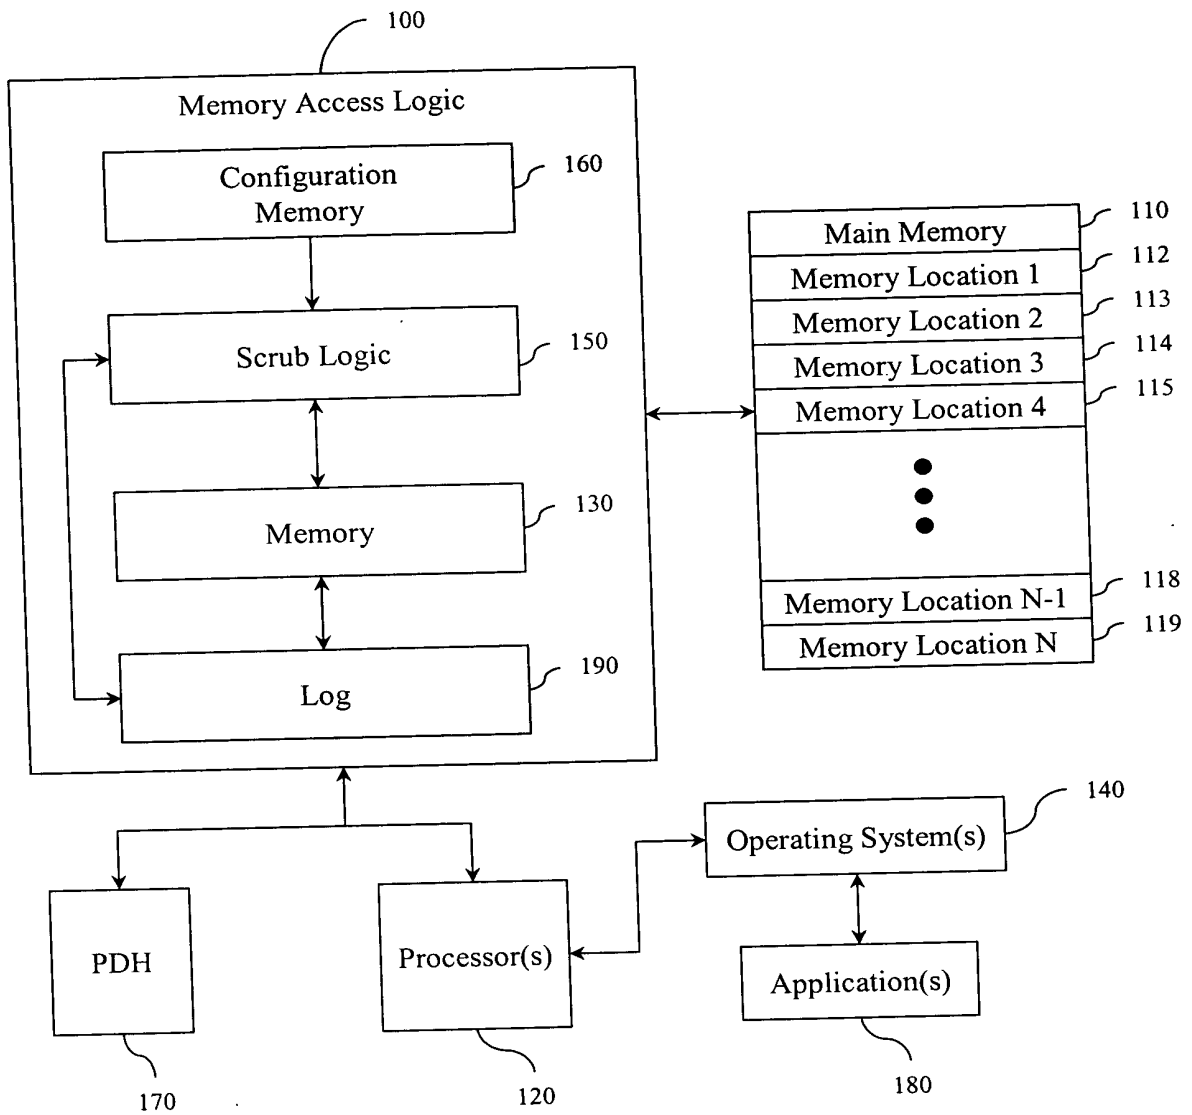 100
Memory Access Logic
Configuration
Memory
160
Scrub Logic
150
Memory
130
Log
190
Main Memory
110
Memory Location 1
112
Memory Location 2
113
Memory Location 3
114
Memory Location 4
115
Memory Location N-1
118
Memory Location N
119
Operating System(s)
140
PDH
170
Processor(s)
120
Application(s)
180